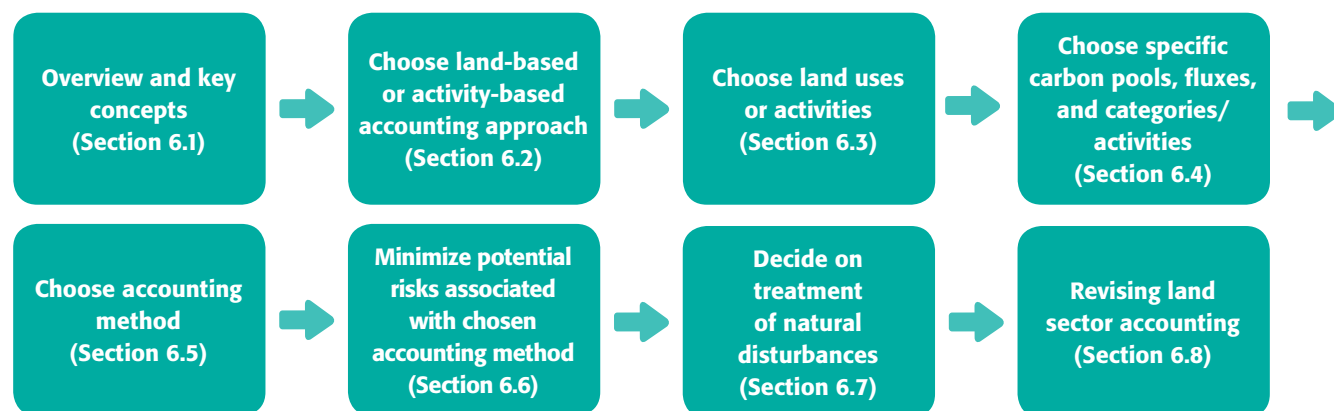 Overview and key
concepts
(Section 6.1)
Choose land-based
or activity-based
accounting approach
(Section 6.2)
Choose land uses
or activities
(Section 6.3)
Choose specific
carbon pools, fluxes,
and categories/
activities
(Section 6.4)
Choose accounting
method
(Section 6.5)
Minimize potential
risks associated
with chosen
accounting method
(Section 6.6)
Decide on
treatment
of natural
disturbances
(Section 6.7)
Revising land
sector accounting
(Section 6.8)